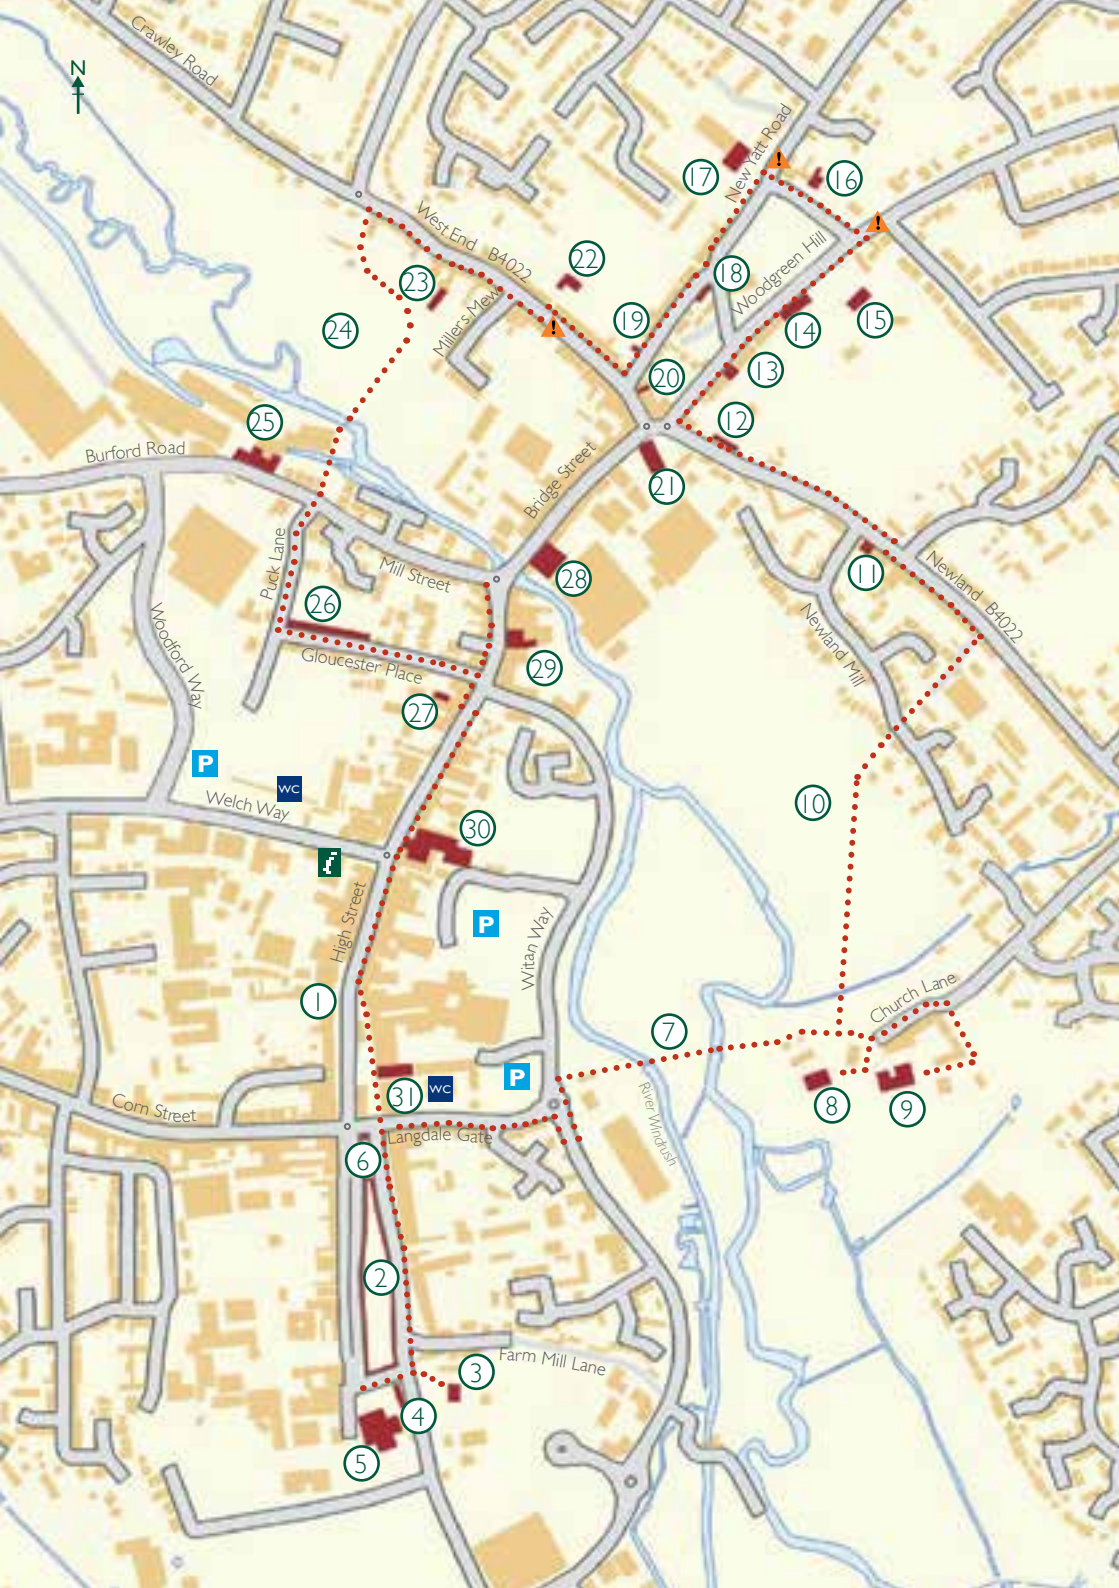 Crawley Road
N
New Yatt Road
!
17
16
West End B4022
!
22
18
Woodgreen Hill
23
24
Millers Mews
!
19
14
15
20
13
25
12
Burford Road
Bridge Street
21
Puck Lane
Mill Street
28
11
Newland B4022
26
Woodford Way
Gloucester Place
29
Newland Mill
27
P
WC
Welch Way
10
30
i
High Street
P
Witan Way
1
Church Lane
7
31
WC
P
River Windrush
8
9
Corn Street
Langdale Gate
6
2
Farm Mill Lane
3
4
5